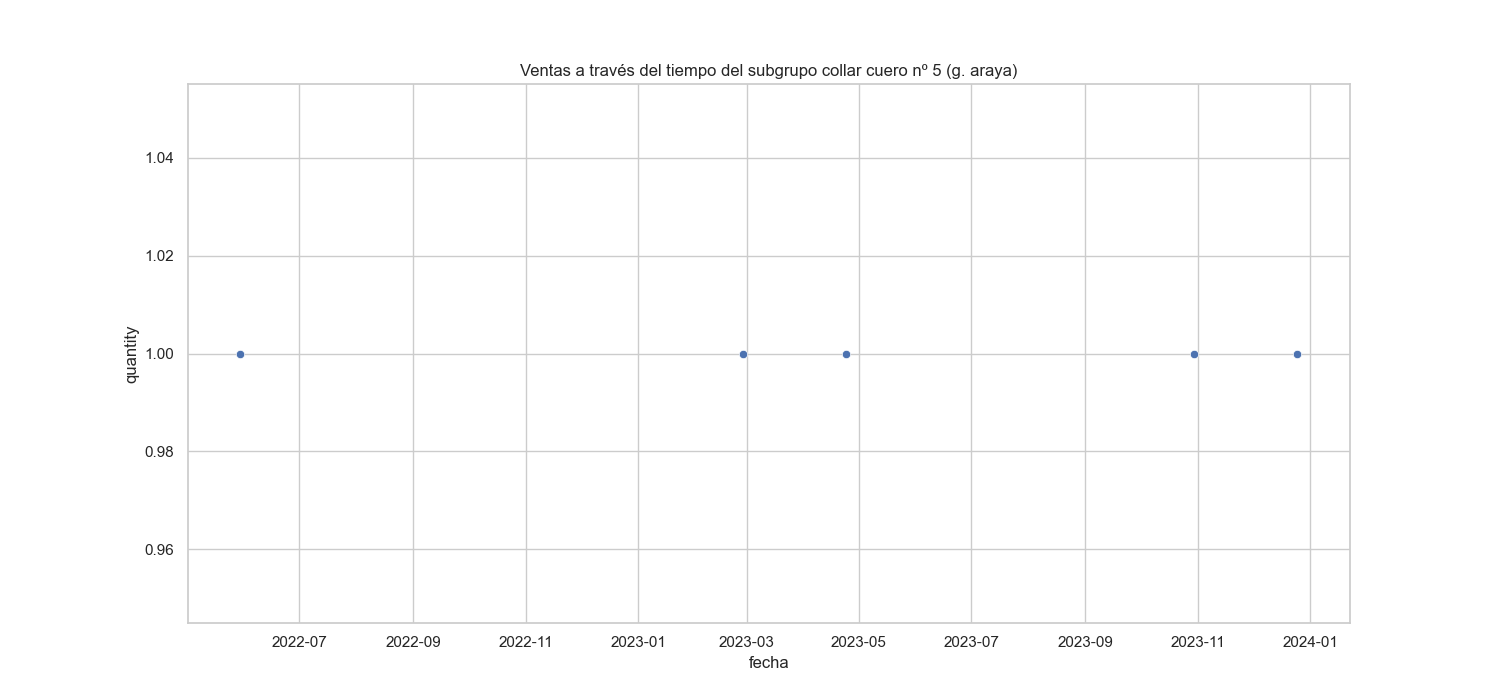 Ventas a través del tiempo del subgrupo collar cuero nº 5 (g. araya)
1.04
1.02
1.00
0.98
0.96
quantity
2022-07 2022-09 2022-11 2023-01 2023-03 2023-05 2023-07 2023-09 2023-11 2024-01
fecha